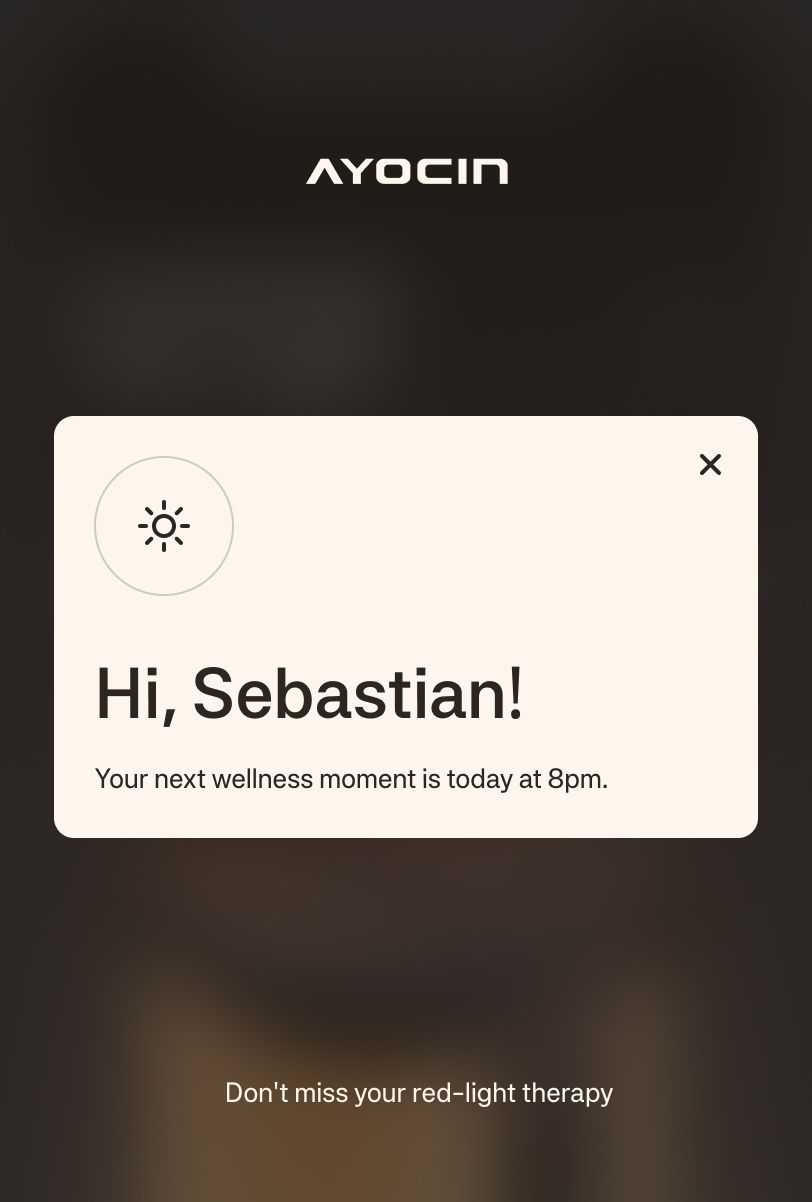 AYOCIN
Hi, Sebastian!
Your next wellness moment is today at 8pm.
Don't miss your red-light therapy